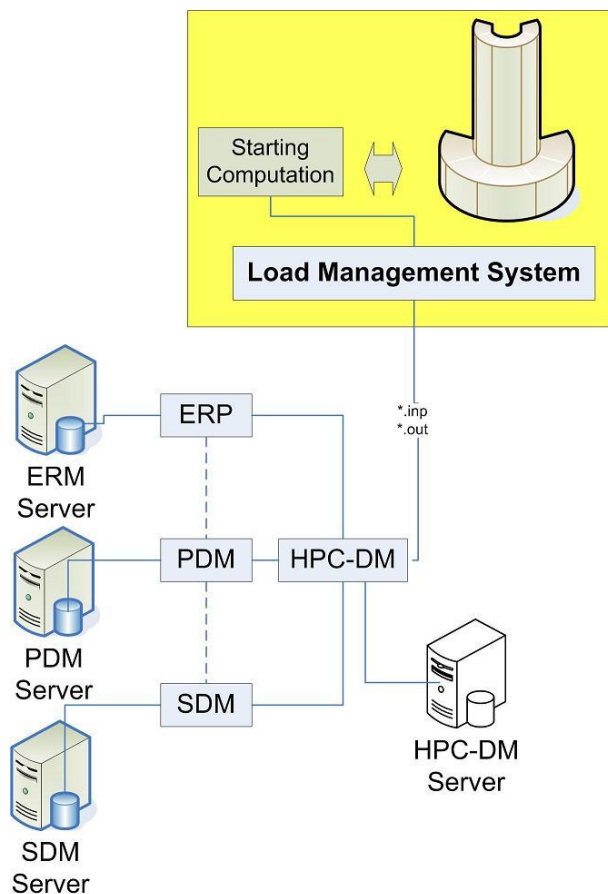 Starting
Computation
Load Management System
*.inp
*.out
ERP
ERM
Server
PDM
HPC-DM
PDM
Server
SDM
HPC-DM
Server
SDM
Server